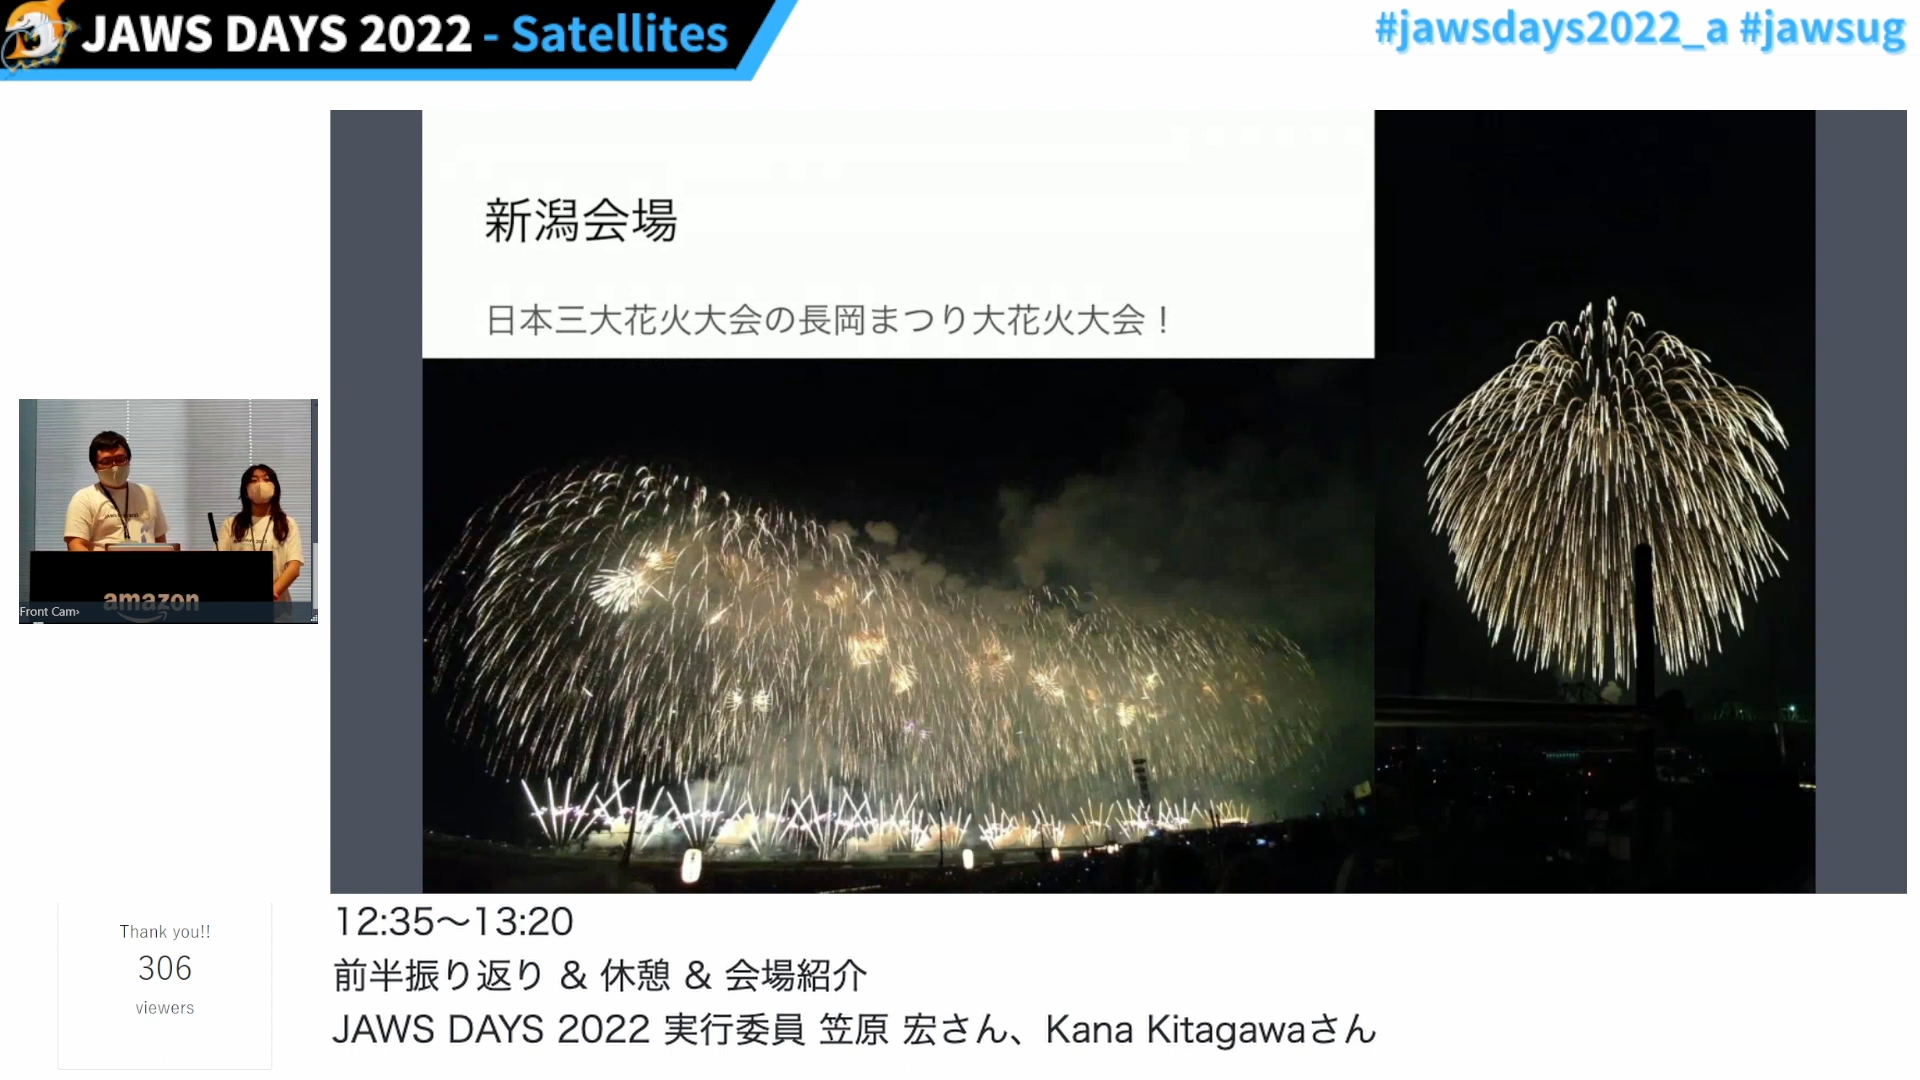 JAWS DAYS 2022 - Satellites
#jawsdays2022_a #jawsug
新潟会場
日本三大花火大会の長岡まつり大花火大会！
amazon
Front Cam›
Thank you!!
306
viewers
12:35〜13:20
前半振り返り & 休憩 & 会場紹介
JAWS DAYS 2022 実行委員 笠原 宏さん、Kana Kitagawaさん